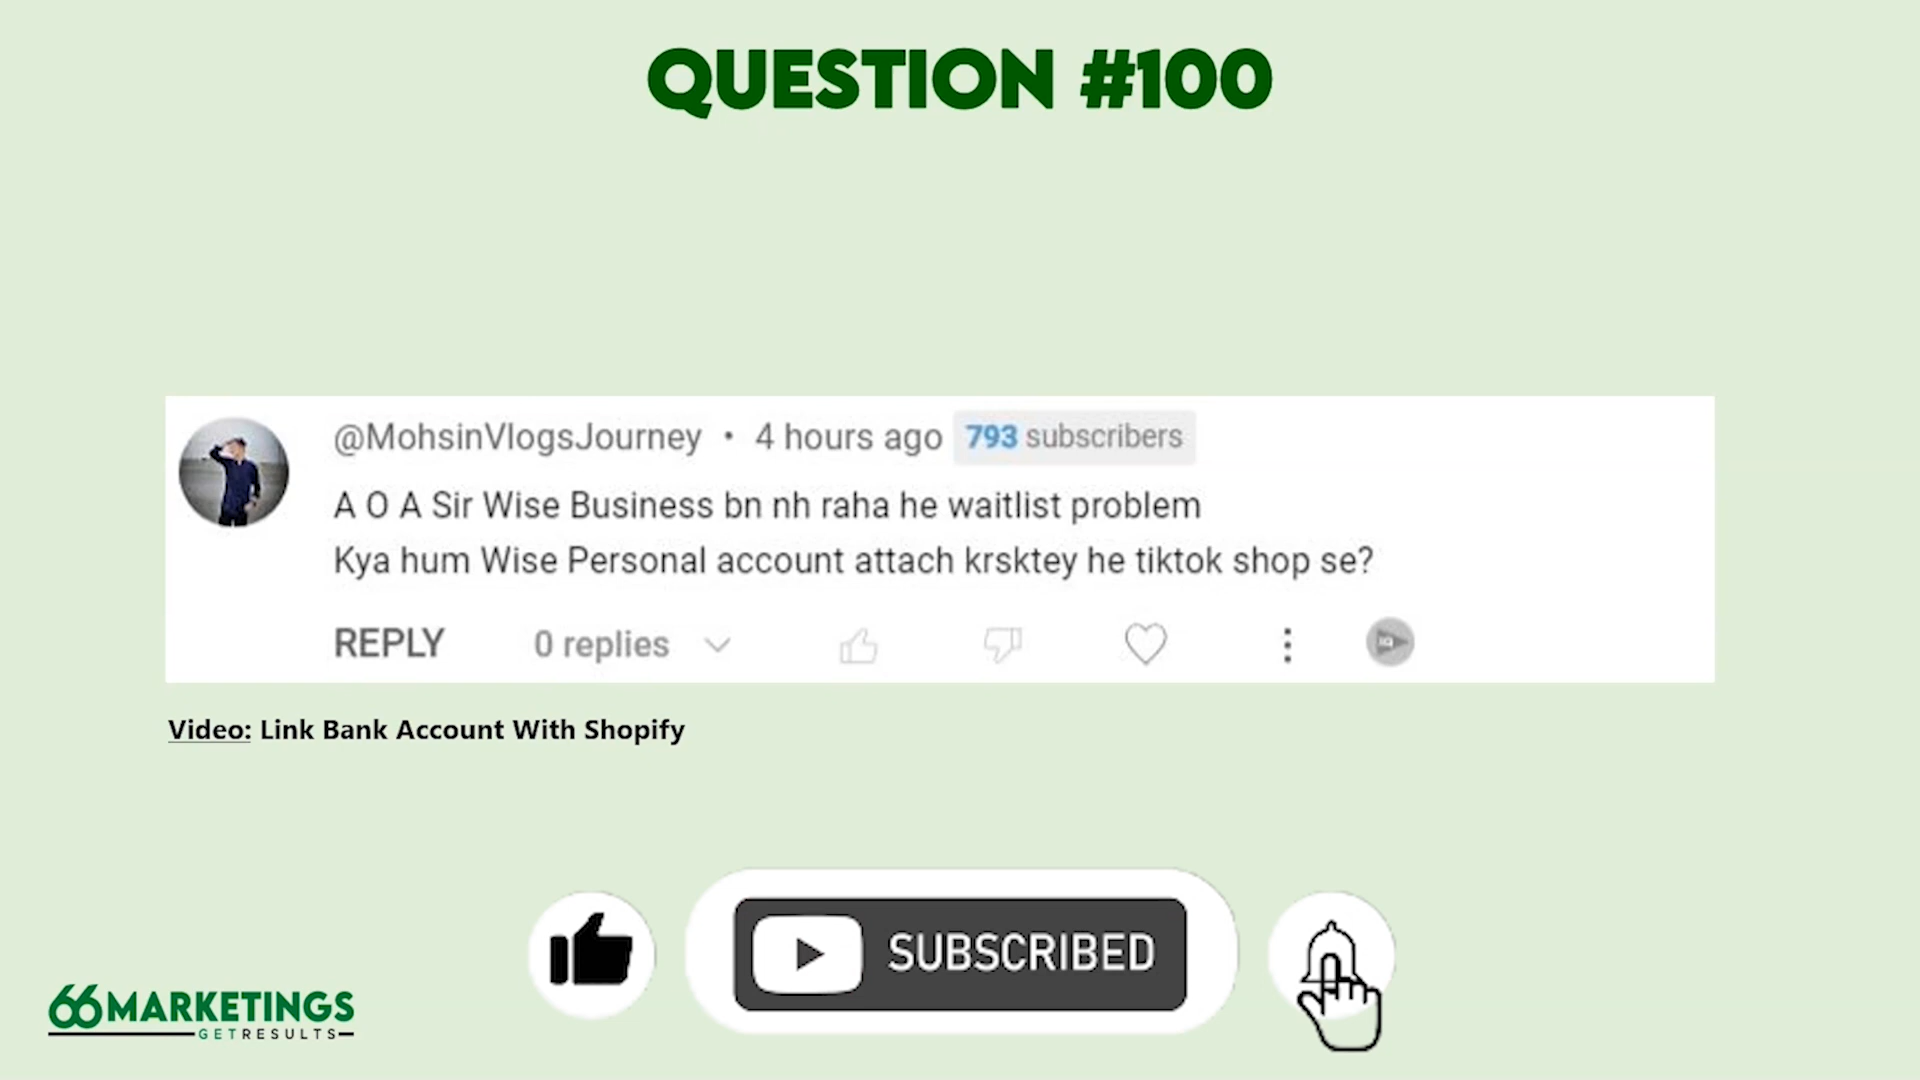 QUESTION #100
@MohsinVlogsJourney • 4 hours ago 793 subscribers
A O A Sir Wise Business bn nh raha he waitlist problem
Kya hum Wise Personal account attach krsktey he tiktok shop se?
REPLY 0 replies
Video: Link Bank Account With Shopify
SUBSCRIBED
66MARKETINGS
GETRESULTS